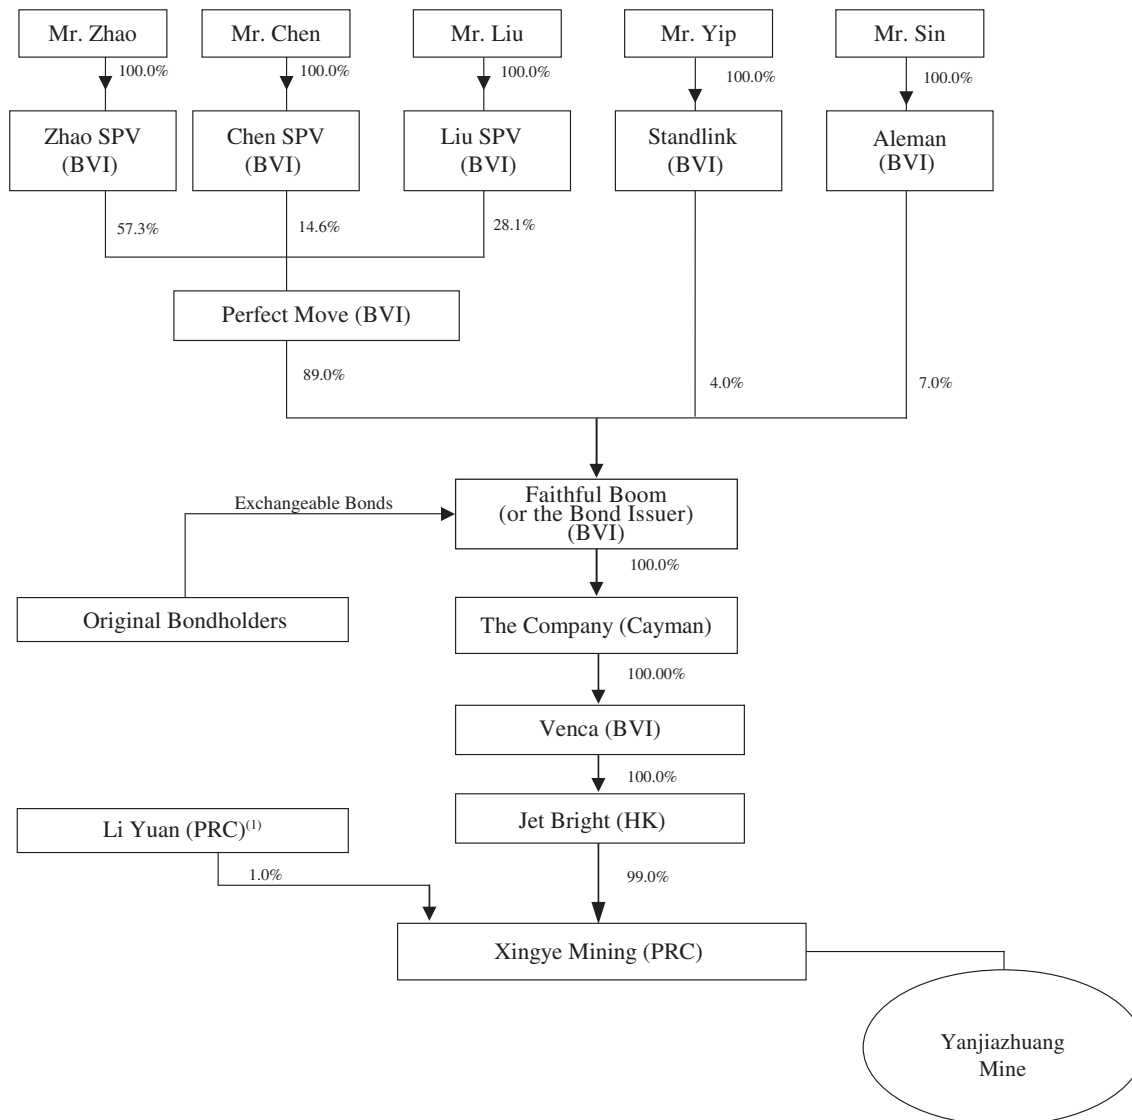 Mr. Zhao
Mr. Chen
Mr. Liu
Mr. Yip
Mr. Sin
100.0%
100.0%
100.0%
100.0%
100.0%
Zhao SPV
(BVI)
Chen SPV
(BVI)
Liu SPV
(BVI)
Standlink
(BVI)
Aleman
(BVI)
57.3%
14.6%
28.1%
Perfect Move (BVI)
89.0%
4.0%
7.0%
Faithful Boom
(or the Bond Issuer)
(BVI)
Exchangeable Bonds
100.0%
Original Bondholders
The Company (Cayman)
100.00%
Venca (BVI)
100.0%
Li Yuan (PRC)(1)
Jet Bright (HK)
1.0%
99.0%
Xingye Mining (PRC)
Yanjiazhuang
Mine